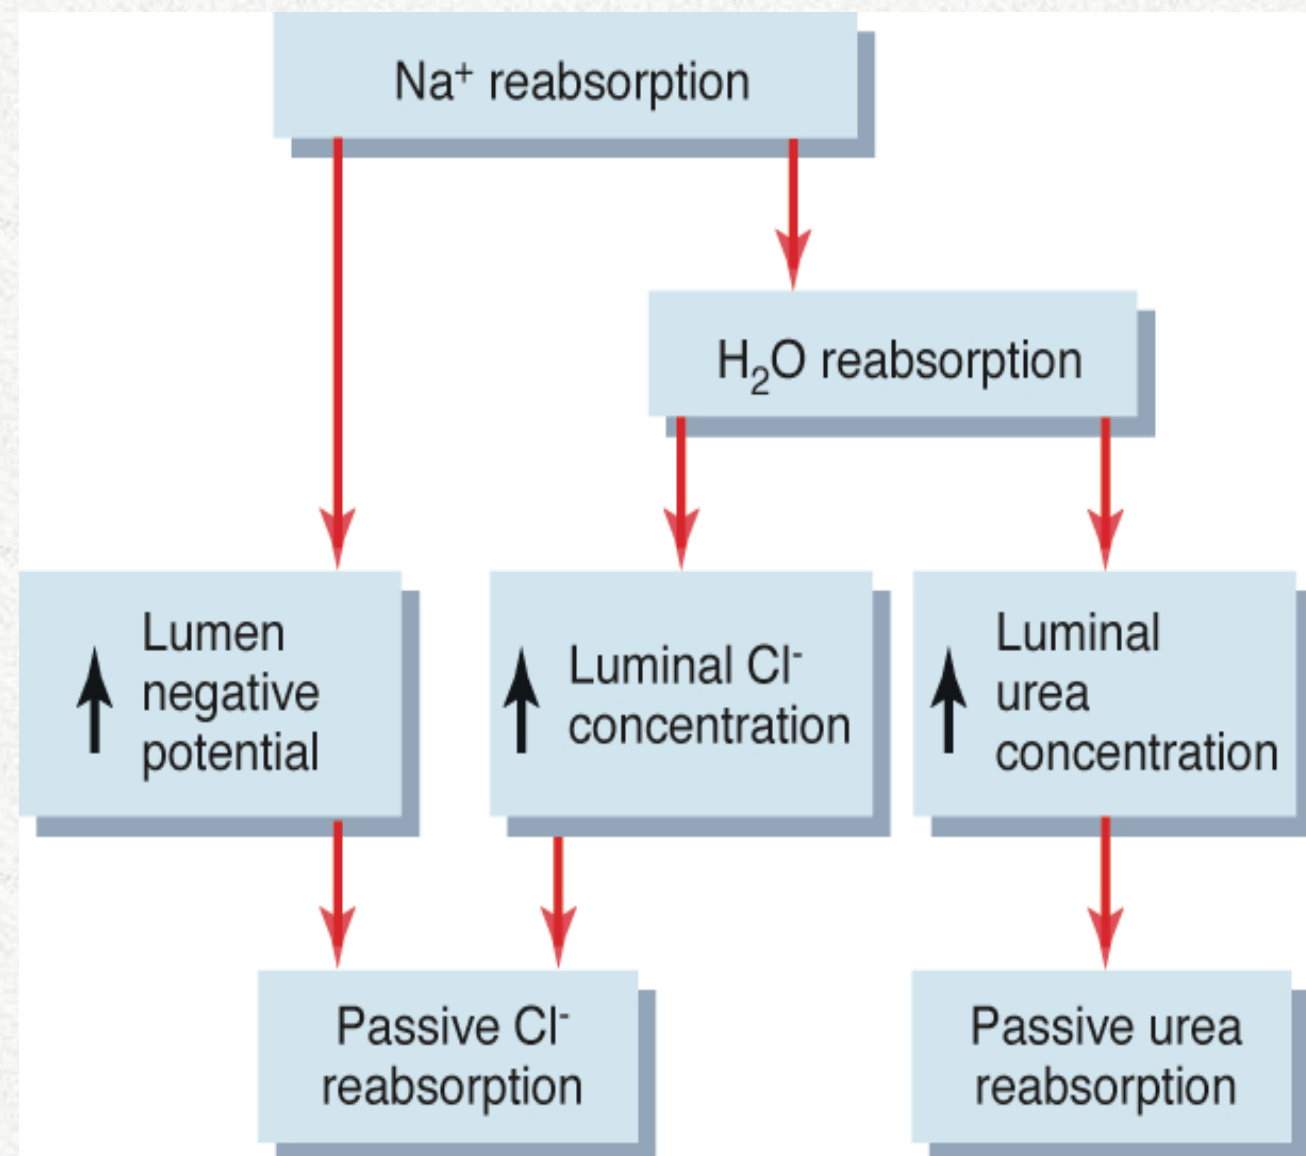 Na⁺ reabsorption
H₂O reabsorption
Lumen
negative
potential
Luminal Cl⁻
concentration
Luminal
urea
concentration
Passive Cl⁻
reabsorption
Passive urea
reabsorption